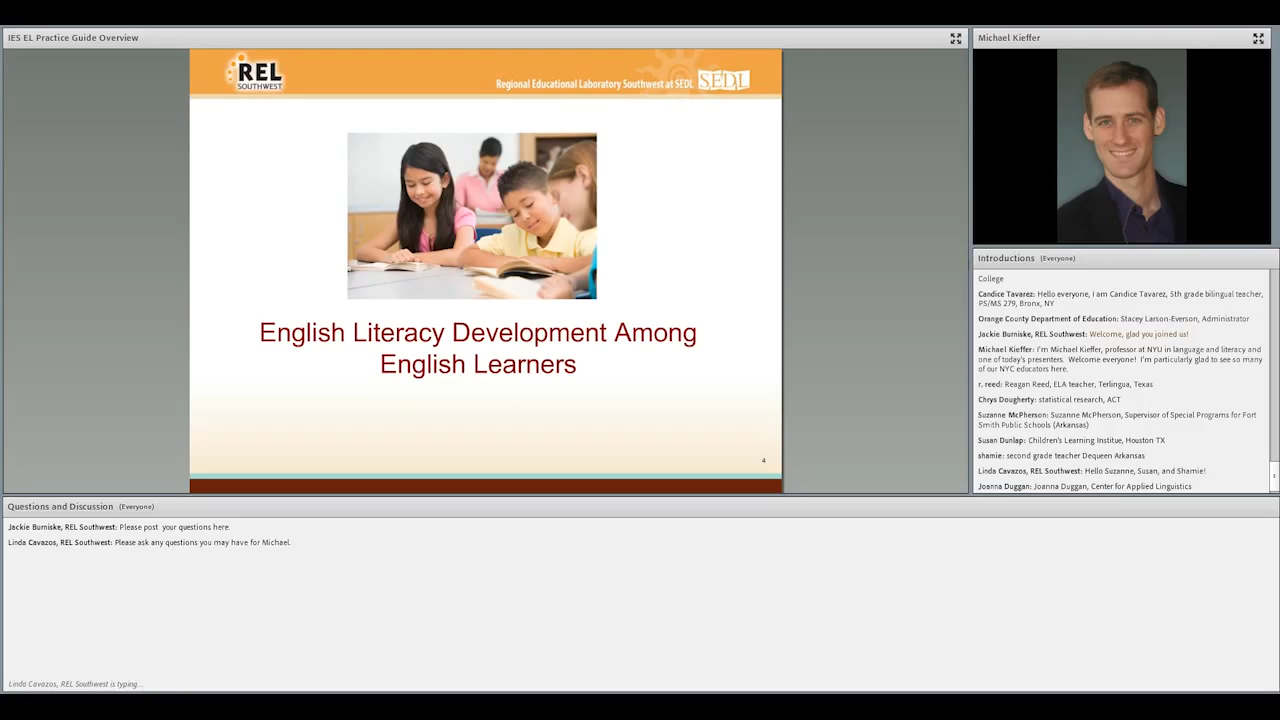 IES EL Practice Guide Overview
REL
SOUTHWEST
Regional Educational Laboratory Southwest at SEDL
SEDL
English Literacy Development Among
English Learners
4
Michael Kieffer
Introductions (Everyone)
College
Candice Tavarez: Hello everyone, I am Candice Tavarez, 5th grade bilingual teacher,
PS/MS 279, Bronx, NY
Orange County Department of Education: Stacey Larson-Everson, Administrator
Jackie Burniske, REL Southwest: Welcome, glad you joined us!
Michael Kieffer: I'm Michael Kieffer, professor at NYU in language and literacy and
one of today's presenters. Welcome everyone! I'm particularly glad to see so many
of our NYC educators here.
r. reed: Reagan Reed, ELA teacher, Terlingua, Texas
Chrys Dougherty: statistical research, ACT
Suzanne McPherson: Suzanne McPherson, Supervisor of Special Programs for Fort
Smith Public Schools (Arkansas)
Susan Dunlap: Children's Learning Institue, Houston TX
shamie: second grade teacher Dequeen Arkansas
Linda Cavazos, REL Southwest: Hello Suzanne, Susan, and Shamie!
Joanna Duggan: Joanna Duggan, Center for Applied Linguistics
Questions and Discussion (Everyone)
Jackie Burniske, REL Southwest: Please post your questions here.
Linda Cavazos, REL Southwest: Please ask any questions you may have for Michael.
Linda Cavazos, REL Southwest is typing...